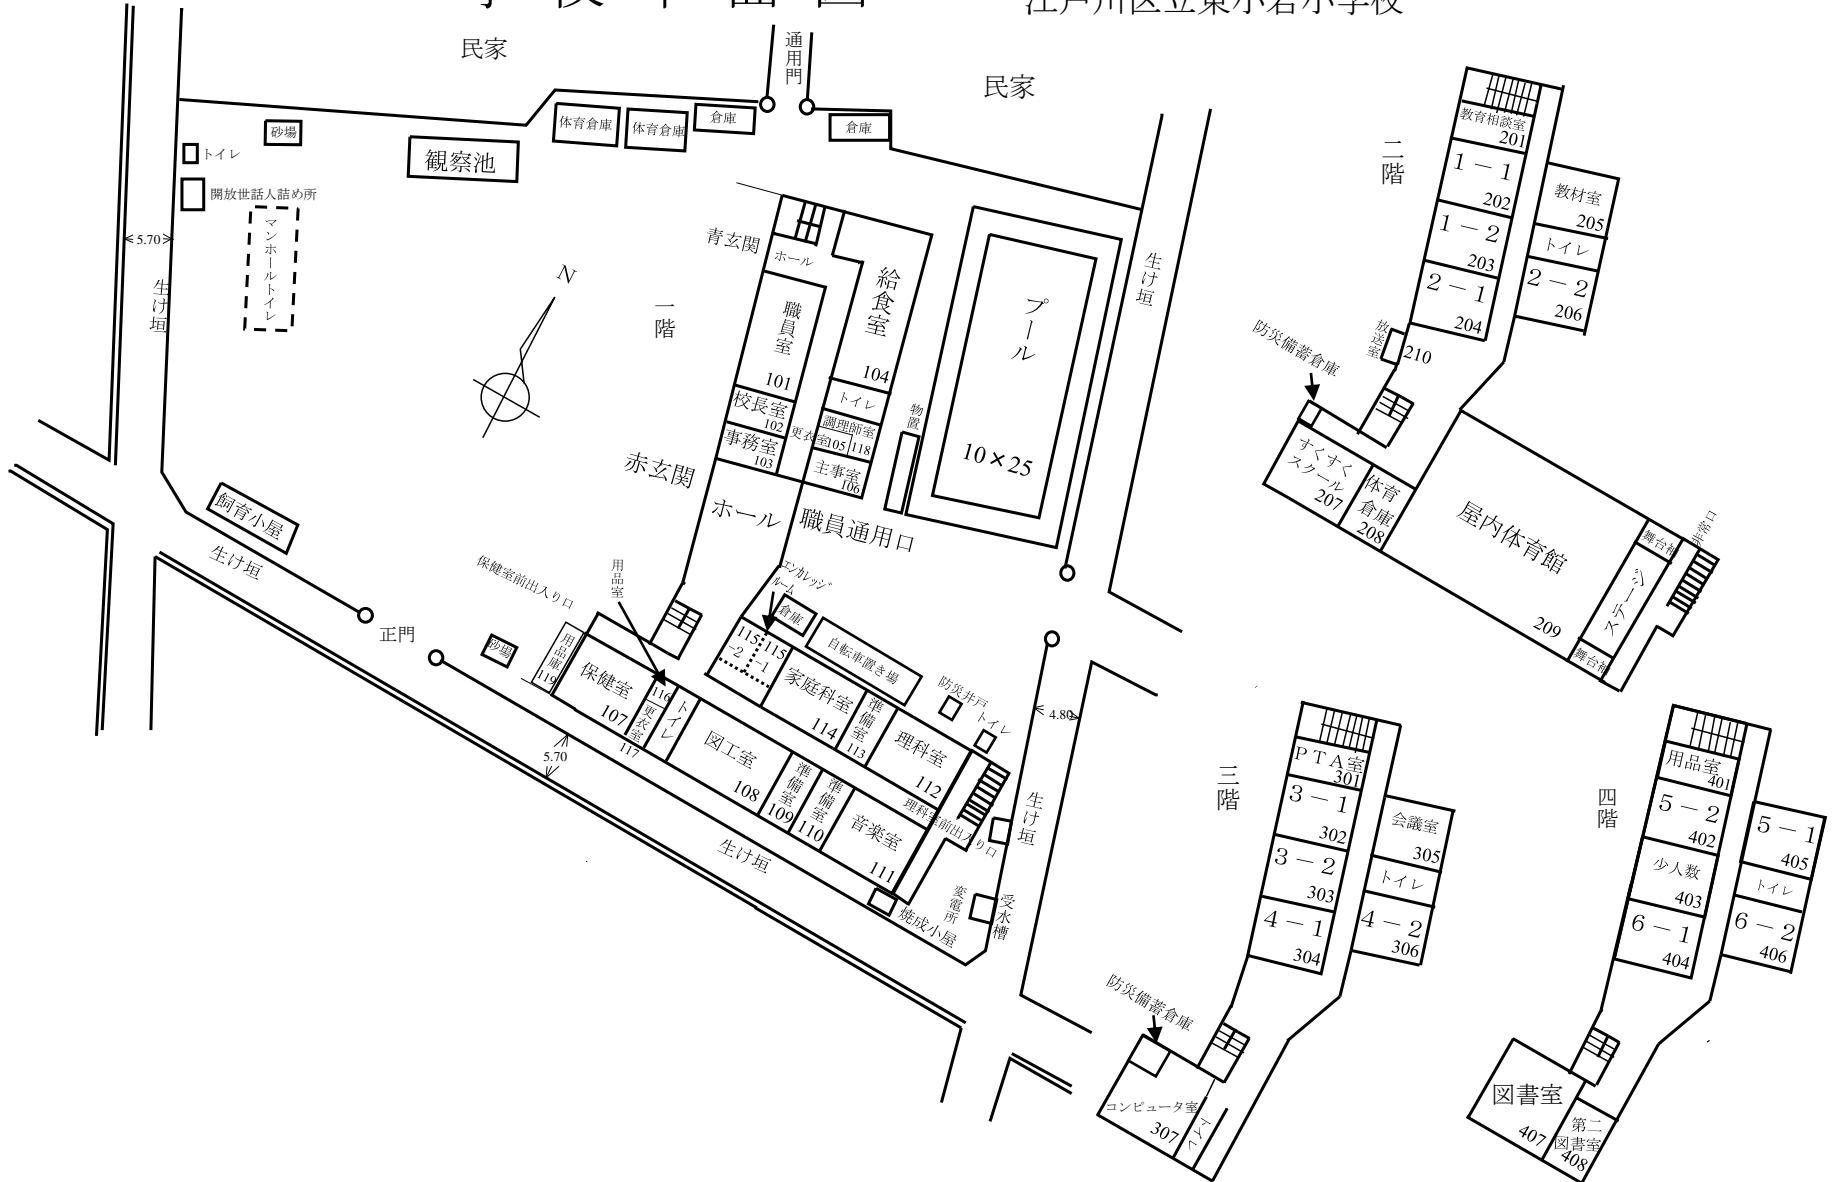 学 校 平 面 図
江戸川区立東小岩小学校
民家
通用門
民家
体育倉庫
体育倉庫
倉庫
倉庫
砂場
トイレ
観察池
開放世話人詰め所
マンホールトイレ
5.70
生け垣
N
一階
青玄関
ホール
給食室
104
職員室
101
校長室
102
事務室
103
トイレ
調理師室
更衣室
105
118
主事室
106
物置
プール
10×25
生け垣
赤玄関
ホール
職員通用口
飼育小屋
生け垣
正門
砂場
保健室前出入り口
用品室
エンカレッジ
ルーム
倉庫
自転車置き場
115
-2
115
-1
用品庫
119
保健室
107
116
更衣室
117
トイレ
図工室
108
準備室
109
準備室
110
音楽室
111
家庭科室
114
準備室
113
理科室
112
理科室前出入り口
防災井戸
トイレ
4.80
生け垣
5.70
生け垣
変電所
受水槽
焼成小屋
二階
教育相談室
201
1-1
202
1-2
203
2-1
204
教材室
205
トイレ
2-2
206
放送室
210
防災備蓄倉庫
すくすく
スクール
207
体育
倉庫
208
屋内体育館
209
ステージ
三階
PTA室
301
3-1
302
3-2
303
4-1
304
会議室
305
トイレ
4-2
306
防災備蓄倉庫
コンピュータ室
307
トイレ
四階
用品室
401
5-2
402
少人数
403
6-1
404
5-1
405
トイレ
6-2
406
図書室
407
第二
図書室
408